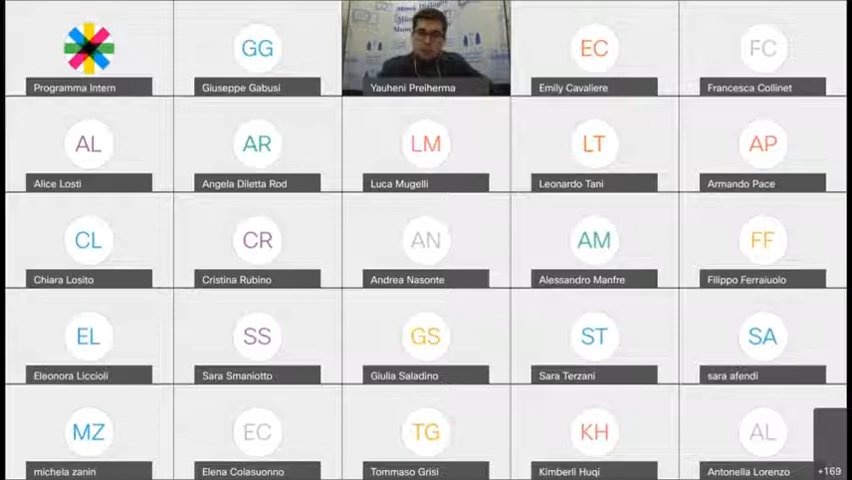 Programma Intern
GG
Giuseppe Gabusi
Yauheni Preiherma
EC
Emily Cavaliere
FC
Francesca Collinet
AL
Alice Losti
AR
Angela Diletta Rod
LM
Luca Mugelli
LT
Leonardo Tani
AP
Armando Pace
CL
Chiara Losito
CR
Cristina Rubino
AN
Andrea Nasonte
AM
Alessandro Manfre
FF
Filippo Ferraiuolo
EL
Eleonora Liccioli
SS
Sara Smaniotto
GS
Giulia Saladino
ST
Sara Terzani
SA
sara afendi
MZ
michela zanin
EC
Elena Colasuonno
TG
Tommaso Grisi
KH
Kimberli Huqi
AL
Antonella Lorenzo
+169